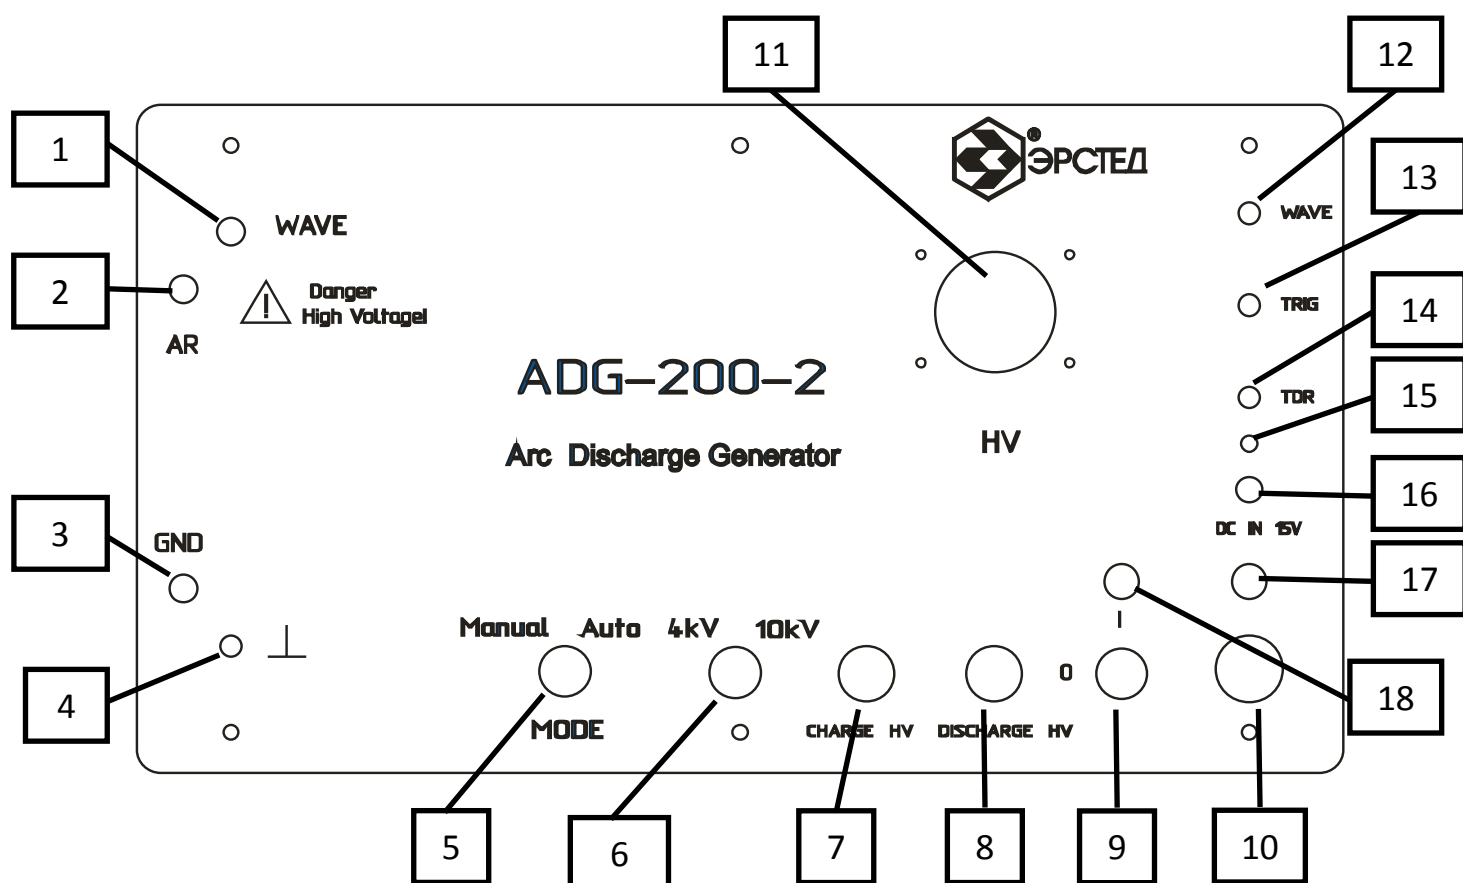 11
12
1
®
ЭРСТЕД
13
WAVE
WAVE
2
Danger
High Voltage!
TRIG
14
AR
ADG-200-2
TDR
15
HV
Arc Discharge Generator
16
3
GND
DC IN 15V
17
Manual Auto 4kV 10kV
I
4
0
18
MODE
CHARGE HV DISCHARGE HV
5
6
7
8
9
10